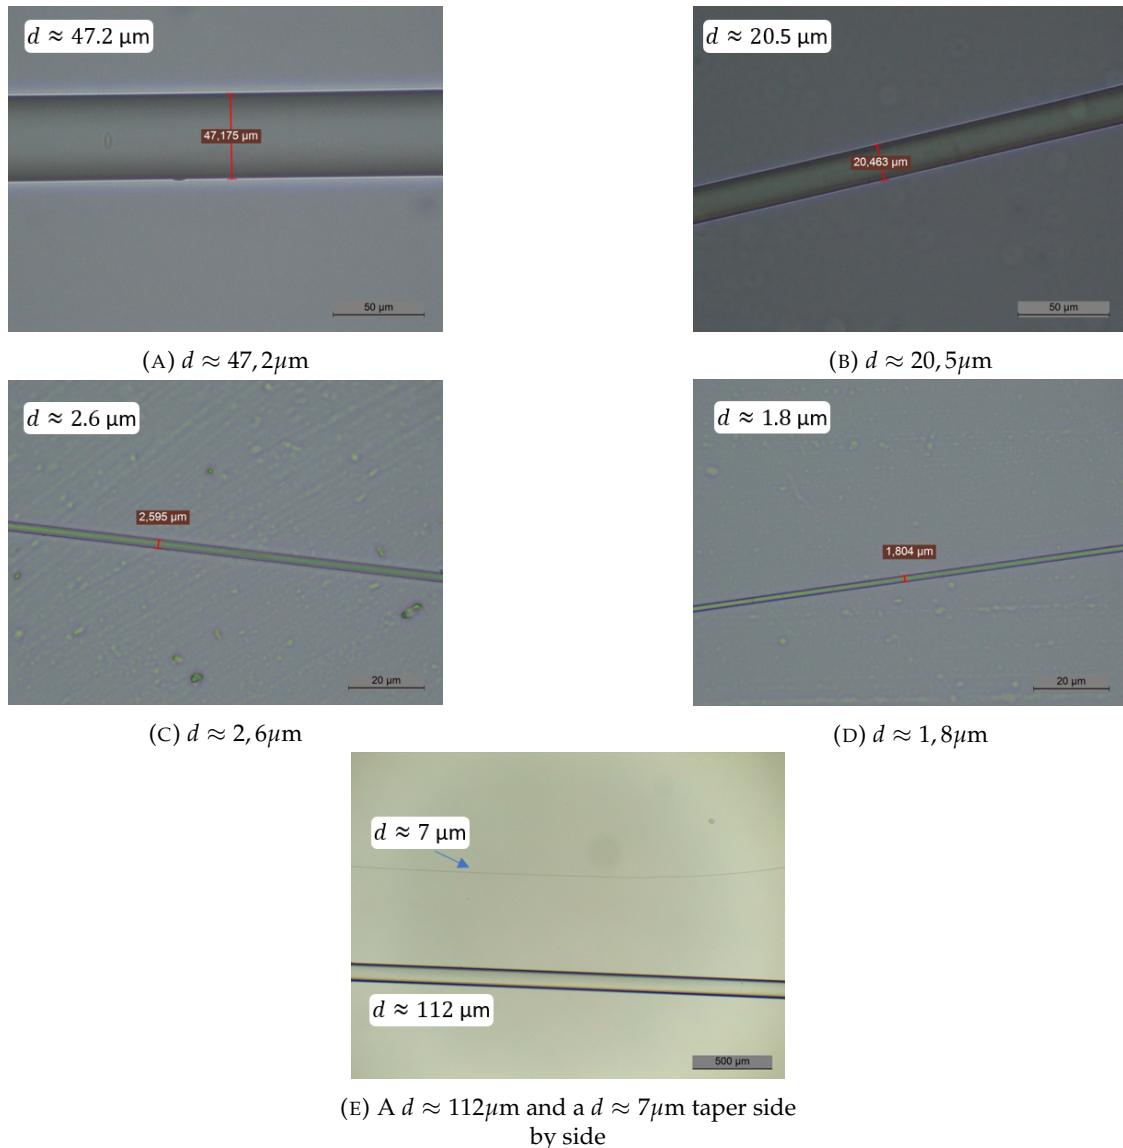 d ≈ 47.2 µm
47,175 µm
50 µm
(A) d ≈ 47, 2µm
d ≈ 20.5 µm
20,463 µm
50 µm
(B) d ≈ 20, 5µm
d ≈ 2.6 µm
2,595 µm
20 µm
(C) d ≈ 2, 6µm
d ≈ 1.8 µm
1,804 µm
20 µm
(D) d ≈ 1, 8µm
d ≈ 7 µm
d ≈ 112 µm
500 µm
(E) A d ≈ 112µm and a d ≈ 7µm taper side
by side